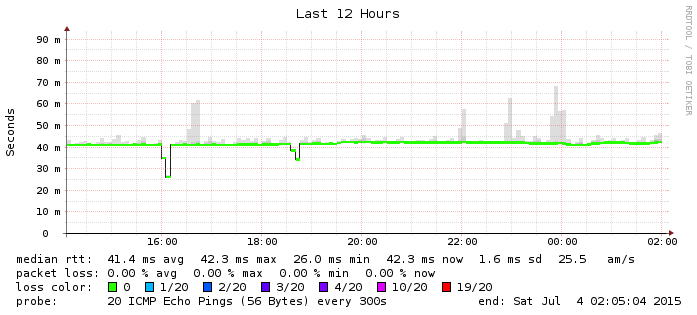 Last 12 Hours
RRDTOOL / TOBI OETIKER
Seconds
90 m
80 m
70 m
60 m
50 m
40 m
30 m
20 m
10 m
0
16:00 18:00 20:00 22:00 00:00 02:00
median rtt: 41.4 ms avg 42.3 ms max 26.0 ms min 42.3 ms now 1.6 ms sd 25.5 am/s
packet loss: 0.00 % avg 0.00 % max 0.00 % min 0.00 % now
loss color: 0 1/20 2/20 3/20 4/20 10/20 19/20
probe: 20 ICMP Echo Pings (56 Bytes) every 300s end: Sat Jul 4 02:05:04 2015